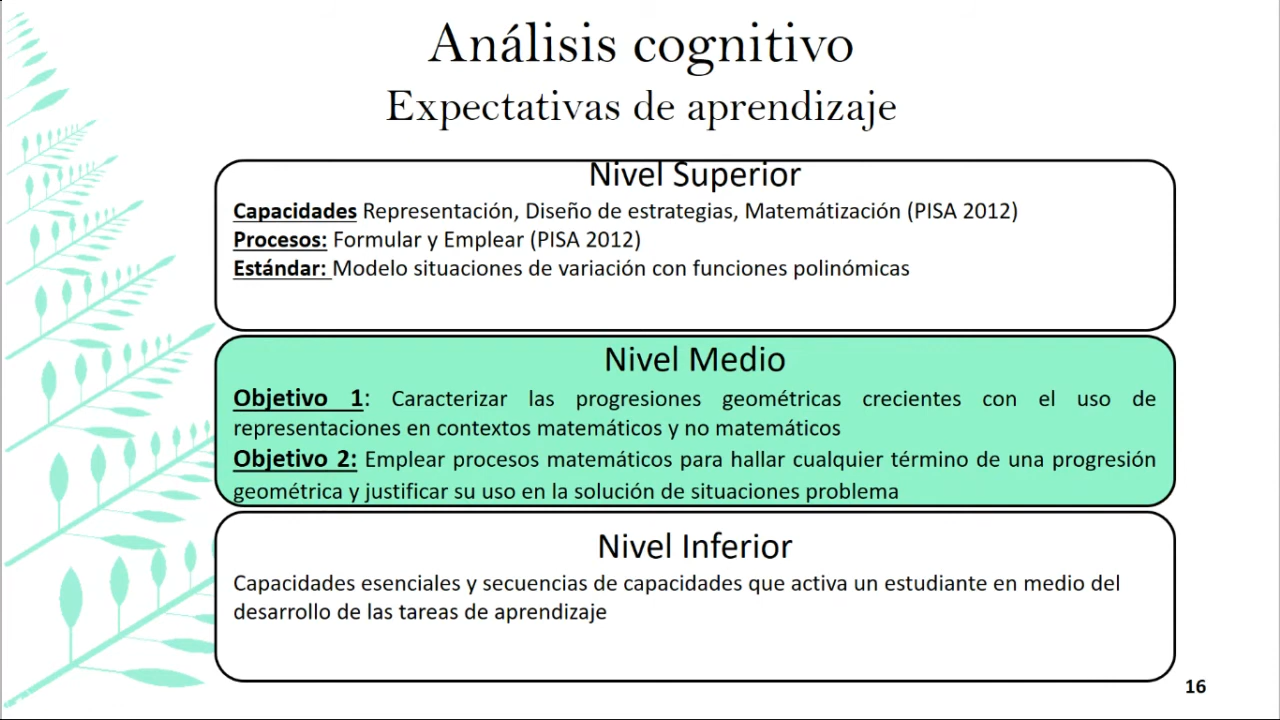 Análisis cognitivo
Expectativas de aprendizaje
Nivel Superior
Capacidades Representación, Diseño de estrategias, Matemátización (PISA 2012)
Procesos: Formular y Emplear (PISA 2012)
Estándar: Modelo situaciones de variación con funciones polinómicas
Nivel Medio
Objetivo 1: Caracterizar las progresiones geométricas crecientes con el uso de
representaciones en contextos matemáticos y no matemáticos
Objetivo 2: Emplear procesos matemáticos para hallar cualquier término de una progresión
geométrica y justificar su uso en la solución de situaciones problema
Nivel Inferior
Capacidades esenciales y secuencias de capacidades que activa un estudiante en medio del
desarrollo de las tareas de aprendizaje
16